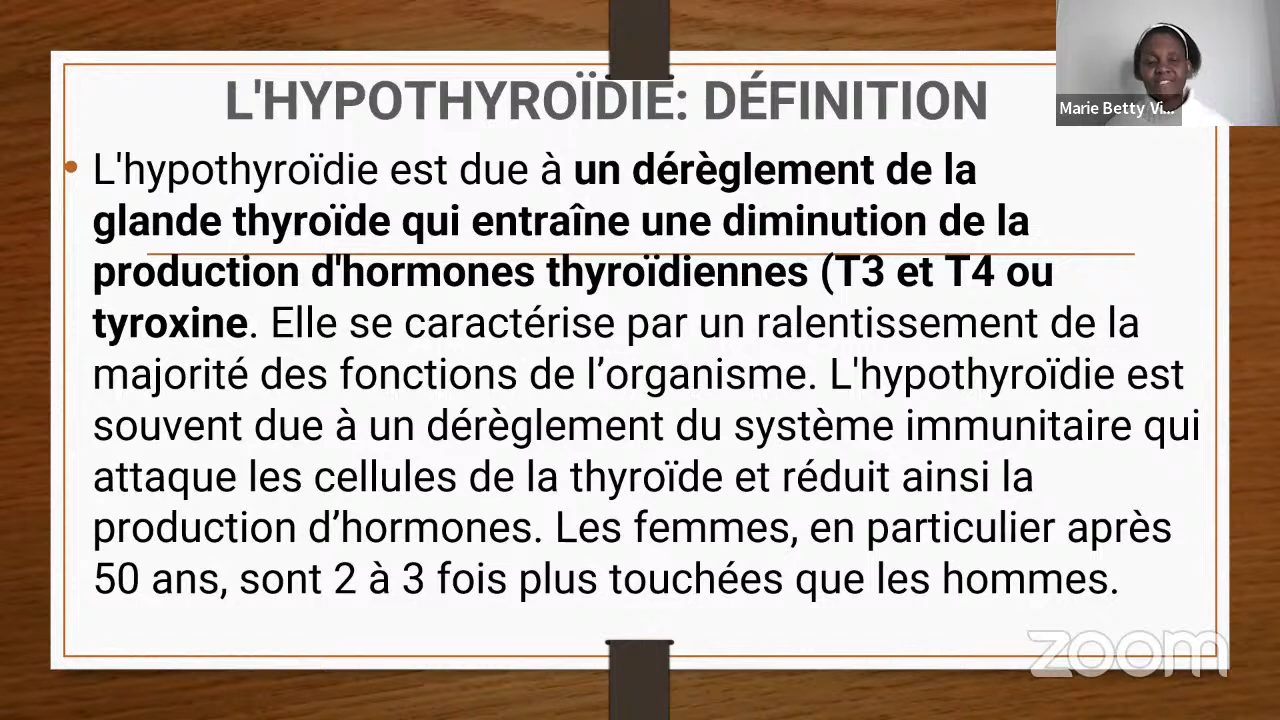 L'HYPOTHYROÏDIE: DÉFINITION
Marie Betty Vi...
• L'hypothyroïdie est due à un dérèglement de la
glande thyroïde qui entraîne une diminution de la
production d'hormones thyroïdiennes (T3 et T4 ou
tyroxine. Elle se caractérise par un ralentissement de la
majorité des fonctions de l’organisme. L'hypothyroïdie est
souvent due à un dérèglement du système immunitaire qui
attaque les cellules de la thyroïde et réduit ainsi la
production d’hormones. Les femmes, en particulier après
50 ans, sont 2 à 3 fois plus touchées que les hommes.
zoom